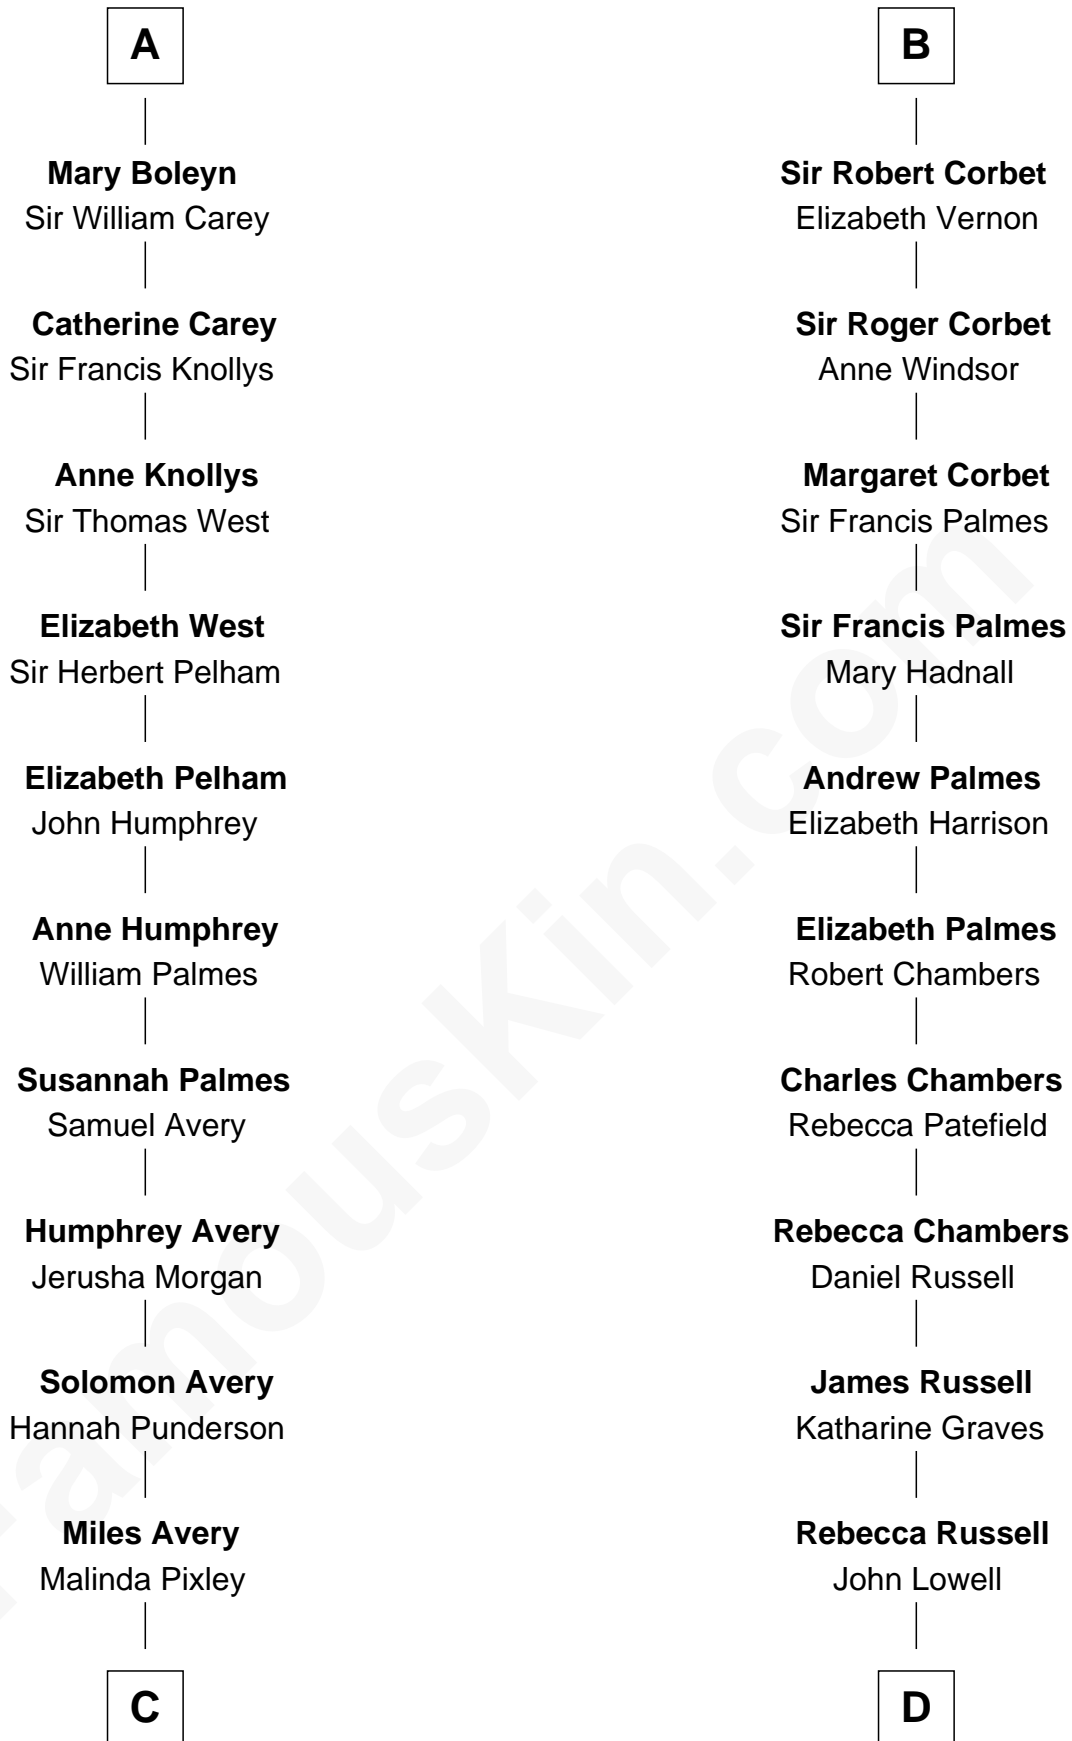 A
Mary Boleyn
Sir William Carey
Catherine Carey
Sir Francis Knollys
Anne Knollys
Sir Thomas West
Elizabeth West
Sir Herbert Pelham
Elizabeth Pelham
John Humphrey
Anne Humphrey
William Palmes
Susannah Palmes
Samuel Avery
Humphrey Avery
Jerusha Morgan
Solomon Avery
Hannah Punderson
Miles Avery
Malinda Pixley
C
B
Sir Robert Corbet
Elizabeth Vernon
Sir Roger Corbet
Anne Windsor
Margaret Corbet
Sir Francis Palmes
Sir Francis Palmes
Mary Hadnall
Andrew Palmes
Elizabeth Harrison
Elizabeth Palmes
Robert Chambers
Charles Chambers
Rebecca Patefield
Rebecca Chambers
Daniel Russell
James Russell
Katharine Graves
Rebecca Russell
John Lowell
D
FamousKin.com